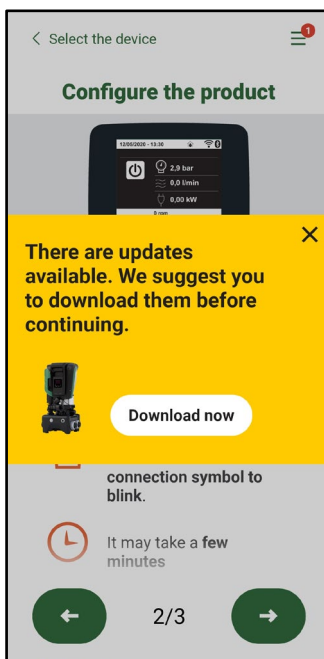 Select the device
1
Configure the product
12/05/2020 - 13:30
2,9 bar
0,0 l/min
0,00 kW
0 rpm
There are updates
available. We suggest you
to download them before
continuing.
Download now
connection symbol to
blink.
It may take a few
minutes
2/3